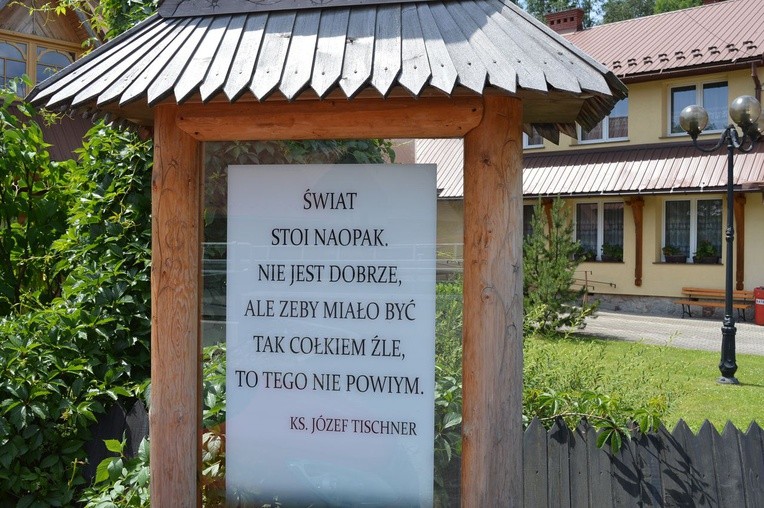 ŚWIAT
STOI NAOPAK.
NIE JEST DOBRZE,
ALE ZEBY MIAŁO BYĆ
TAK COŁKIEM ŹLE,
TO TEGO NIE POWIYM.
KS. JÓZEF TISCHNER